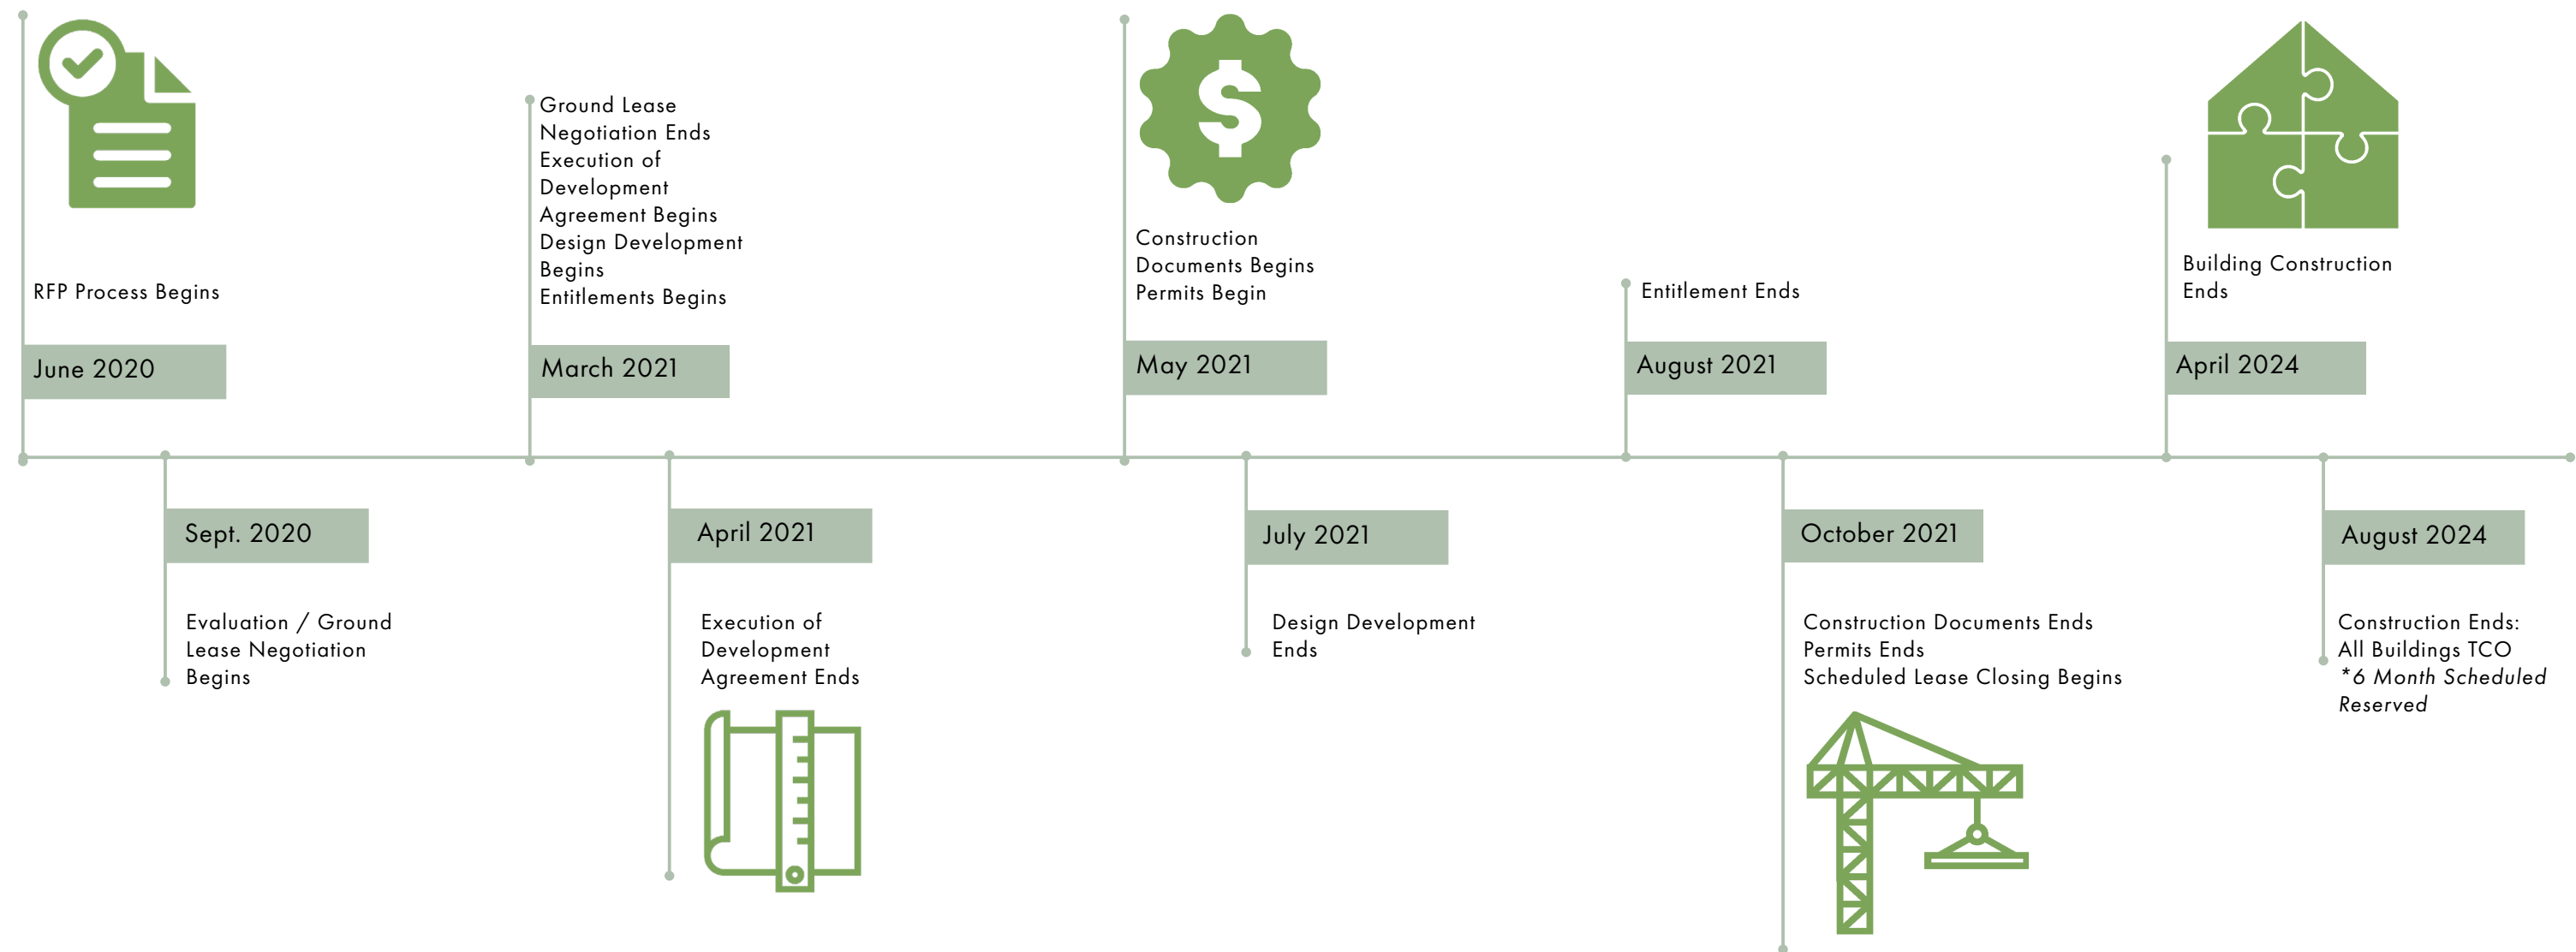 RFP Process Begins
June 2020
Sept. 2020
Evaluation / Ground
Lease Negotiation
Begins
Ground Lease
Negotiation Ends
Execution of
Development
Agreement Begins
Design Development
Begins
Entitlements Begins
March 2021
April 2021
Execution of
Development
Agreement Ends
$
Construction
Documents Begins
Permits Begin
May 2021
July 2021
Design Development
Ends
Entitlement Ends
August 2021
October 2021
Construction Documents Ends
Permits Ends
Scheduled Lease Closing Begins
Building Construction
Ends
April 2024
August 2024
Construction Ends:
All Buildings TCO
*6 Month Scheduled
Reserved